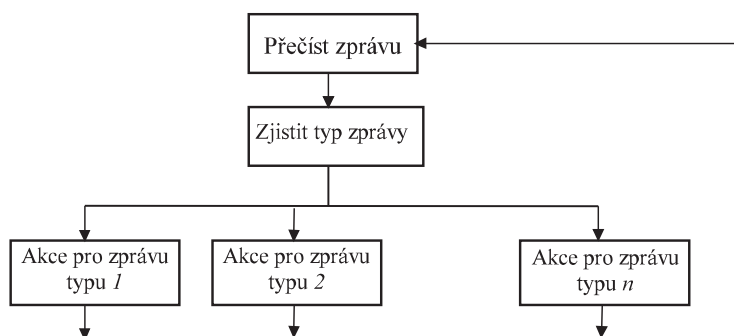 Přečíst zprávu
Zjistit typ zprávy
Akce pro zprávu
typu 1
Akce pro zprávu
typu 2
Akce pro zprávu
typu n